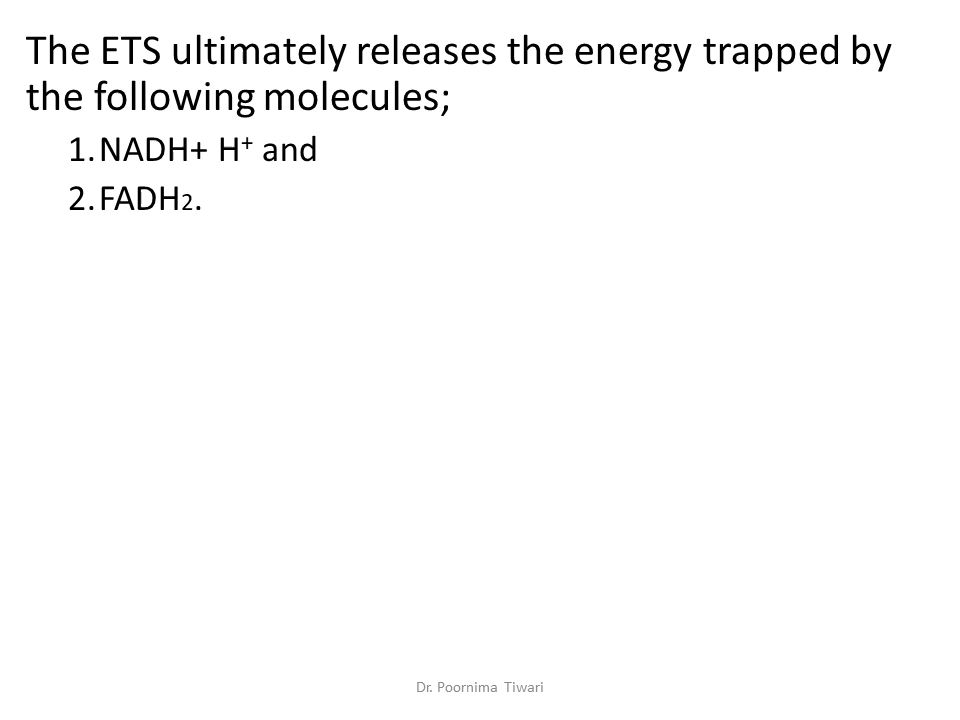 The ETS ultimately releases the energy trapped by
the following molecules;
1.NADH+ H⁺ and
2.FADH₂.
Dr. Poornima Tiwari